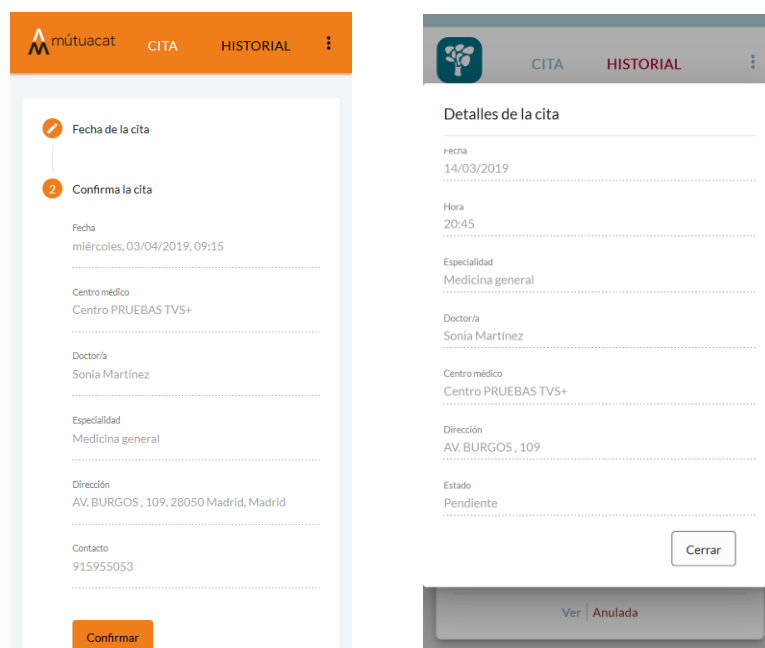 mútuacat
CITA
HISTORIAL
Fecha de la cita
2
Confirma la cita
Fecha
miércoles, 03/04/2019, 09:15
Centro médico
Centro PRUEBAS TVS+
Doctor/a
Sonia Martínez
Especialidad
Medicina general
Dirección
AV. BURGOS , 109, 28050 Madrid, Madrid
Contacto
915955053
Confirmar
CITA
HISTORIAL
Detalles de la cita
Fecha
14/03/2019
Hora
20:45
Especialidad
Medicina general
Doctor/a
Sonia Martínez
Centro médico
Centro PRUEBAS TVS+
Dirección
AV. BURGOS , 109
Estado
Pendiente
Cerrar
Ver
Anulada